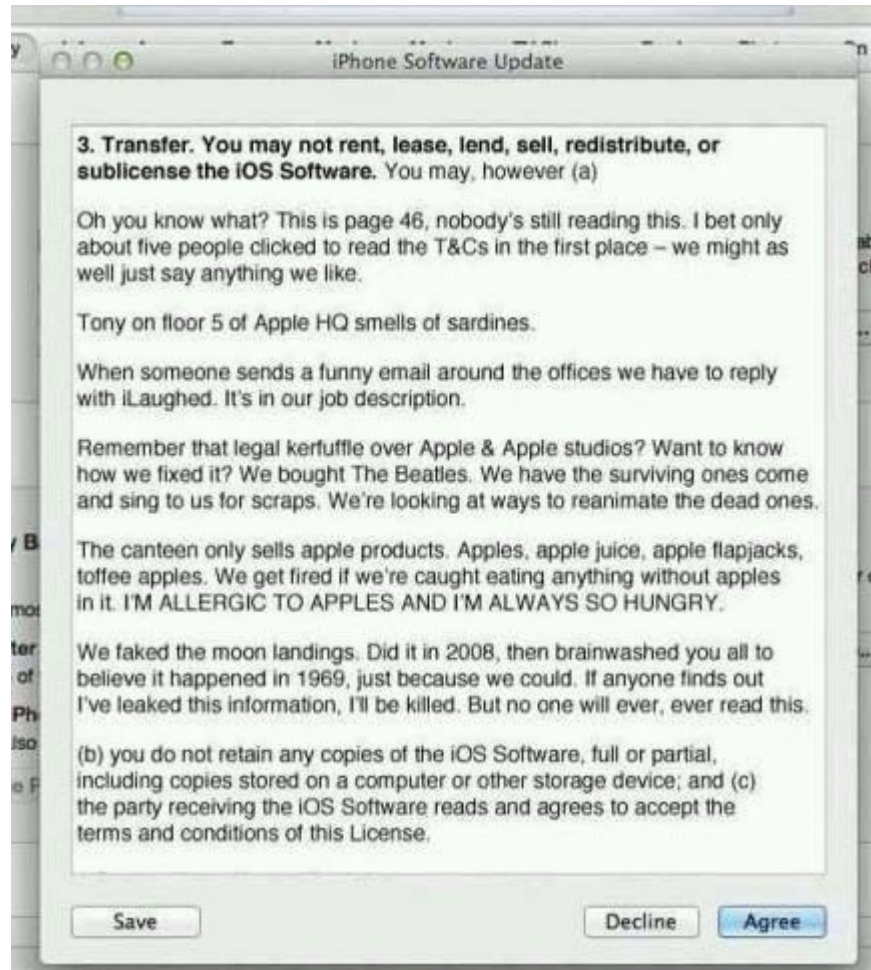 iPhone Software Update
3. Transfer. You may not rent, lease, lend, sell, redistribute, or
sublicense the iOS Software. You may, however (a)
Oh you know what? This is page 46, nobody's still reading this. I bet only
about five people clicked to read the T&Cs in the first place – we might as
well just say anything we like.
Tony on floor 5 of Apple HQ smells of sardines.
When someone sends a funny email around the offices we have to reply
with iLaughed. It's in our job description.
Remember that legal kerfuffle over Apple & Apple studios? Want to know
how we fixed it? We bought The Beatles. We have the surviving ones come
and sing to us for scraps. We're looking at ways to reanimate the dead ones.
The canteen only sells apple products. Apples, apple juice, apple flapjacks,
toffee apples. We get fired if we're caught eating anything without apples
in it. I'M ALLERGIC TO APPLES AND I'M ALWAYS SO HUNGRY.
We faked the moon landings. Did it in 2008, then brainwashed you all to
believe it happened in 1969, just because we could. If anyone finds out
I've leaked this information, I'll be killed. But no one will ever, ever read this.
(b) you do not retain any copies of the iOS Software, full or partial,
including copies stored on a computer or other storage device; and (c)
the party receiving the iOS Software reads and agrees to accept the
terms and conditions of this License.
Save
Decline
Agree